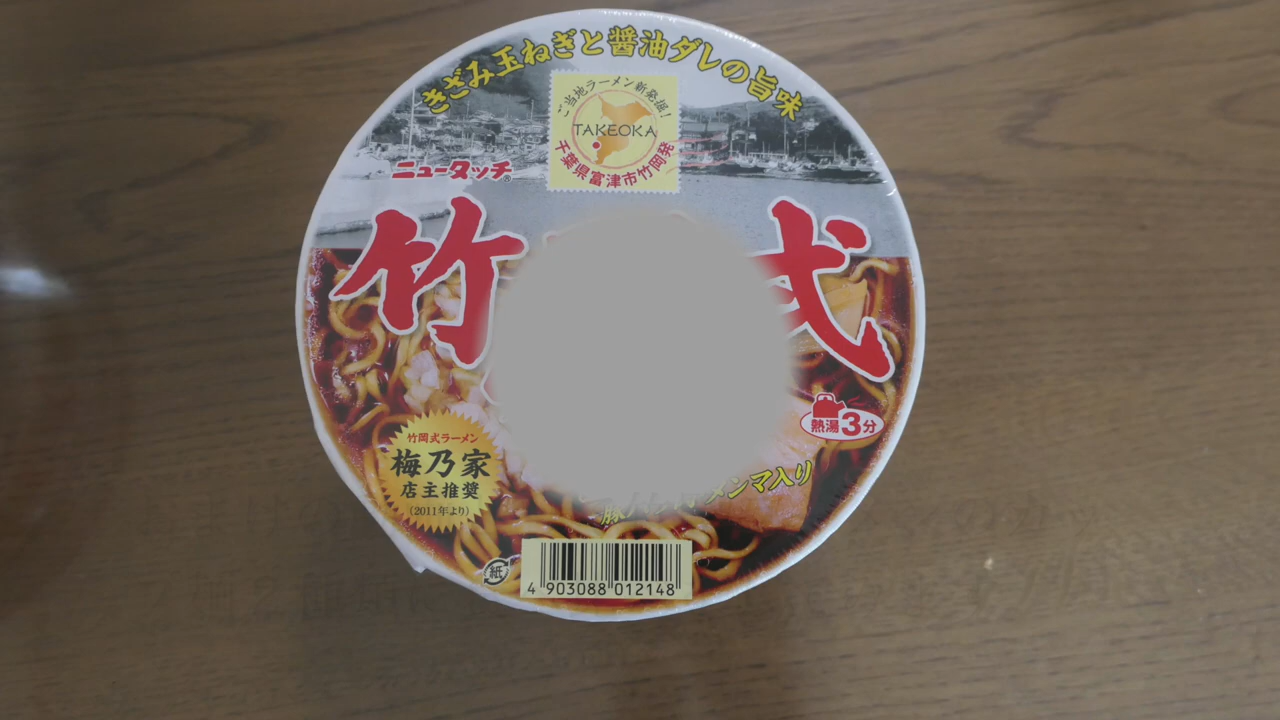 きざみ玉ねぎと醤油ダレの旨味
ご当地ラーメン新発掘!
TAKEOKA
千葉県富津市竹岡発
ニュータッチ®
竹 式
熱湯3分
竹岡式ラーメン
梅乃家
店主推奨
(2011年より)
メンマ入り
紙
4 903088 012148